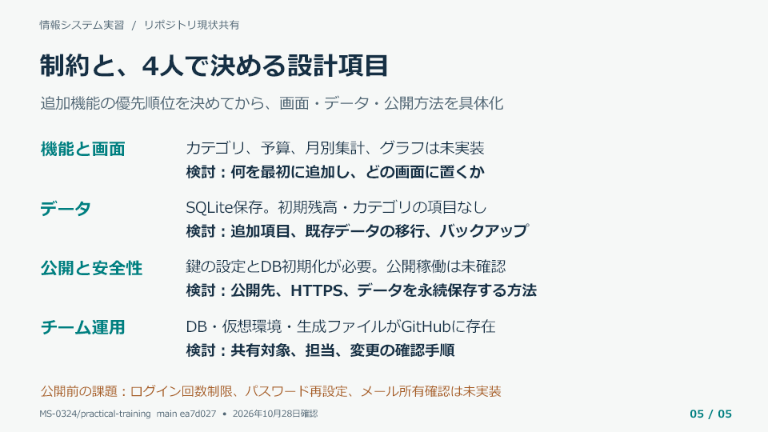 情報システム実習 / リポジトリ現状共有
制約と、4人で決める設計項目
追加機能の優先順位を決めてから、画面・データ・公開方法を具体化
機能と画面
カテゴリ、予算、月別集計、グラフは未実装
検討：何を最初に追加し、どの画面に置くか
データ
SQLite保存。初期残高・カテゴリの項目なし
検討：追加項目、既存データの移行、バックアップ
公開と安全性
鍵の設定とDB初期化が必要。公開稼働は未確認
検討：公開先、HTTPS、データを永続保存する方法
チーム運用
DB・仮想環境・生成ファイルがGitHubに存在
検討：共有対象、担当、変更の確認手順
公開前の課題：ログイン回数制限、パスワード再設定、メール所有確認は未実装
MS-0324/practical-training main ea7d027 • 2026年10月28日確認
05 / 05